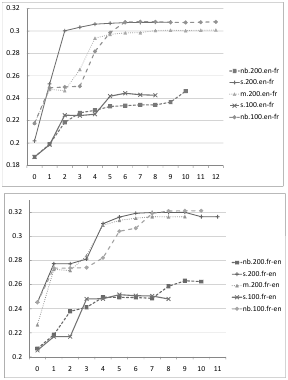 0.32
0.3
0.28
0.26
0.24
0.22
0.2
0.18
0 1 2 3 4 5 6 7 8 9 10 11 12
nb.200.en-fr
s.200.en-fr
m.200.en-fr
s.100.en-fr
nb.100.en-fr
0.32
0.3
0.28
0.26
0.24
0.22
0.2
0 1 2 3 4 5 6 7 8 9 10 11
nb.200.fr-en
s.200.fr-en
m.200.fr-en
s.100.fr-en
nb.100.fr-en